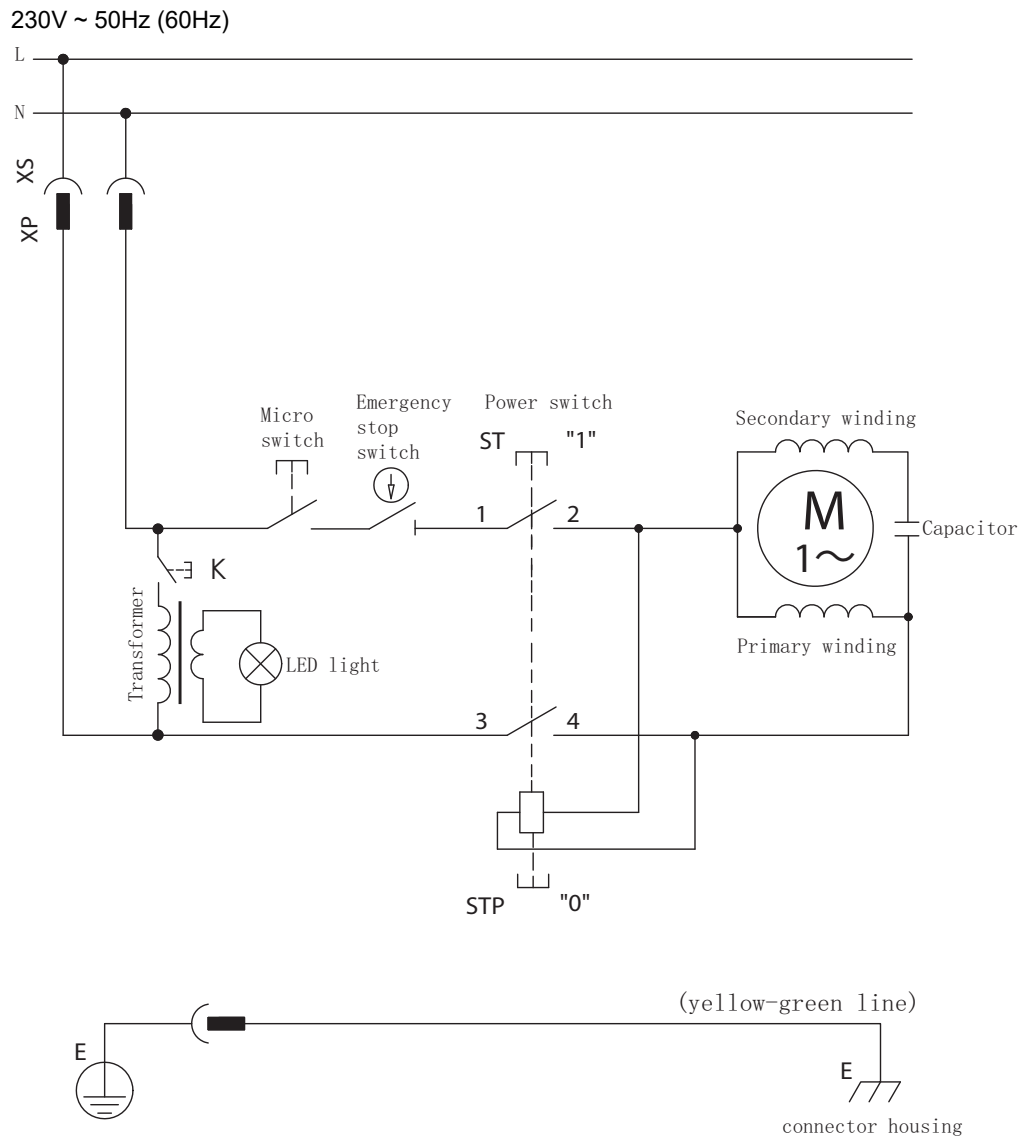 230V ~ 50Hz (60Hz)
L
N
XS
XP
Micro
switch
Emergency
stop
switch
Power switch
ST "1"
1 2
Secondary winding
M
1~
Capacitor
Primary winding
K
Transformer
LED light
3 4
STP "0"
(yellow-green line)
E
E
connector housing